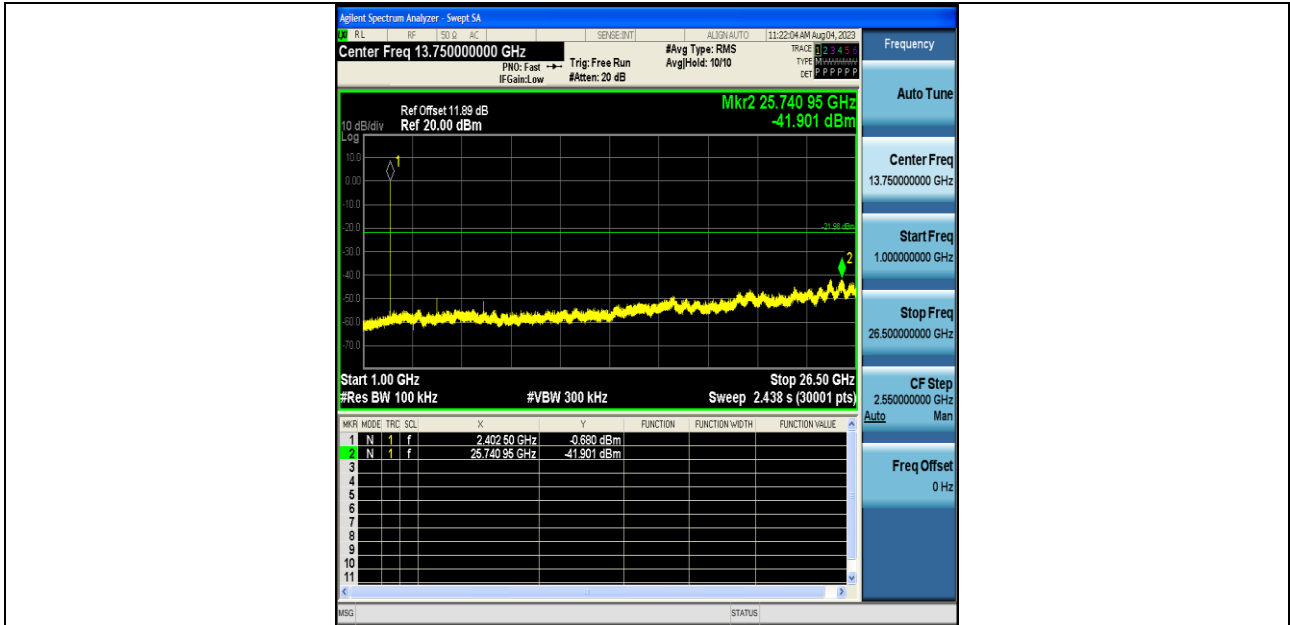 Agilent Spectrum Analyzer - Swept SA
RL RF 50 Ω AC SENSE:INT ALIGNAUTO 11:22:04 AM Aug 04, 2023
Center Freq 13.750000000 GHz
PNO: Fast
IFGain:Low
Trig: Free Run
#Atten: 20 dB
#Avg Type: RMS
Avg|Hold: 10/10
TRACE 1 2 3 4 5 6
TYPE
DET P P P P P P
Mkr2 25.740 95 GHz
-41.901 dBm
Ref Offset 11.89 dB
10 dB/div Ref 20.00 dBm
Log
10.0
0.00
-10.0
-20.0
-30.0
-40.0
-50.0
-60.0
-70.0
1
-21.98 dBm
2
Start 1.00 GHz Stop 26.50 GHz
#Res BW 100 kHz #VBW 300 kHz Sweep 2.438 s (30001 pts)
MKR MODE TRC SCL X Y FUNCTION FUNCTION WIDTH FUNCTION VALUE
1 N 1 f 2.402 50 GHz -0.680 dBm
2 N 1 f 25.740 95 GHz -41.901 dBm
3
4
5
6
7
8
9
10
11
MSG STATUS
Frequency
Auto Tune
Center Freq
13.750000000 GHz
Start Freq
1.000000000 GHz
Stop Freq
26.500000000 GHz
CF Step
2.550000000 GHz
Auto Man
Freq Offset
0 Hz